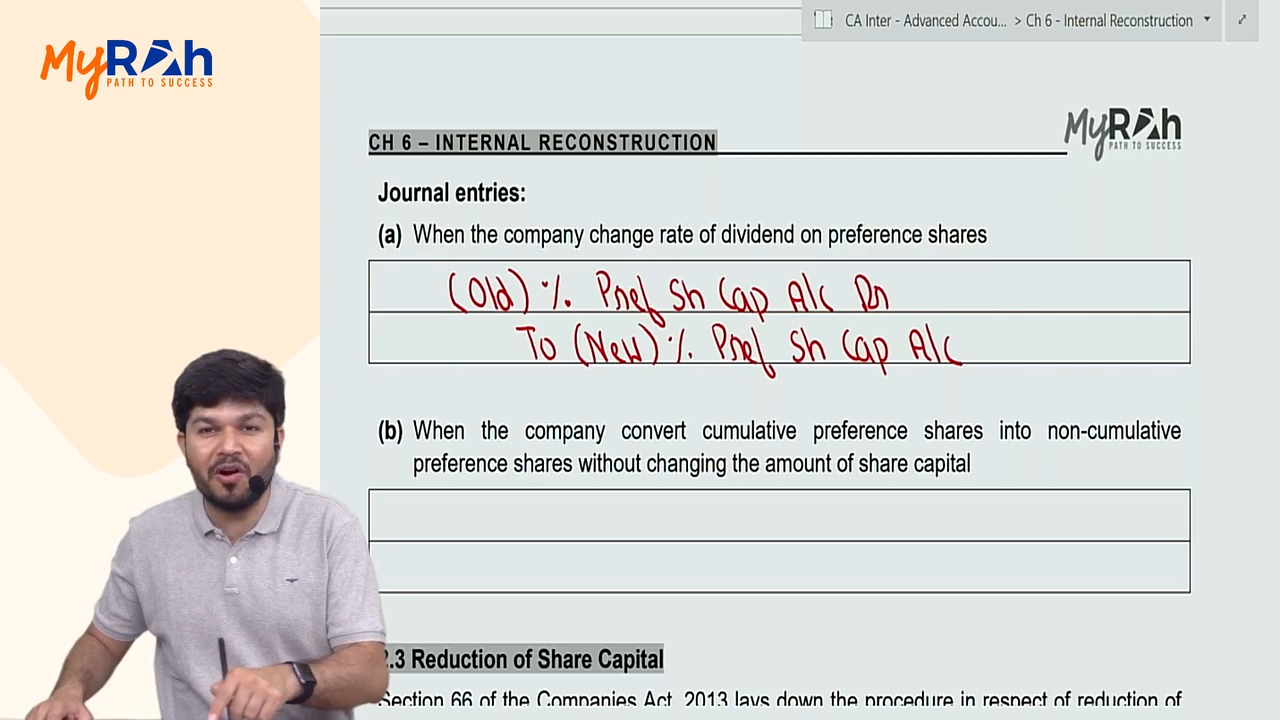 MyRAh
PATH TO SUCCESS
CA Inter - Advanced Accou... > Ch 6 - Internal Reconstruction
CH 6 – INTERNAL RECONSTRUCTION
MyRAh
PATH TO SUCCESS
Journal entries:
(a) When the company change rate of dividend on preference shares
(Old) % Pref Sh Cap A/c Dr
To (New) % Pref Sh Cap A/c
(b) When the company convert cumulative preference shares into non-cumulative
preference shares without changing the amount of share capital
2.3 Reduction of Share Capital
Section 66 of the Companies Act, 2013 lays down the procedure in respect of reduction of